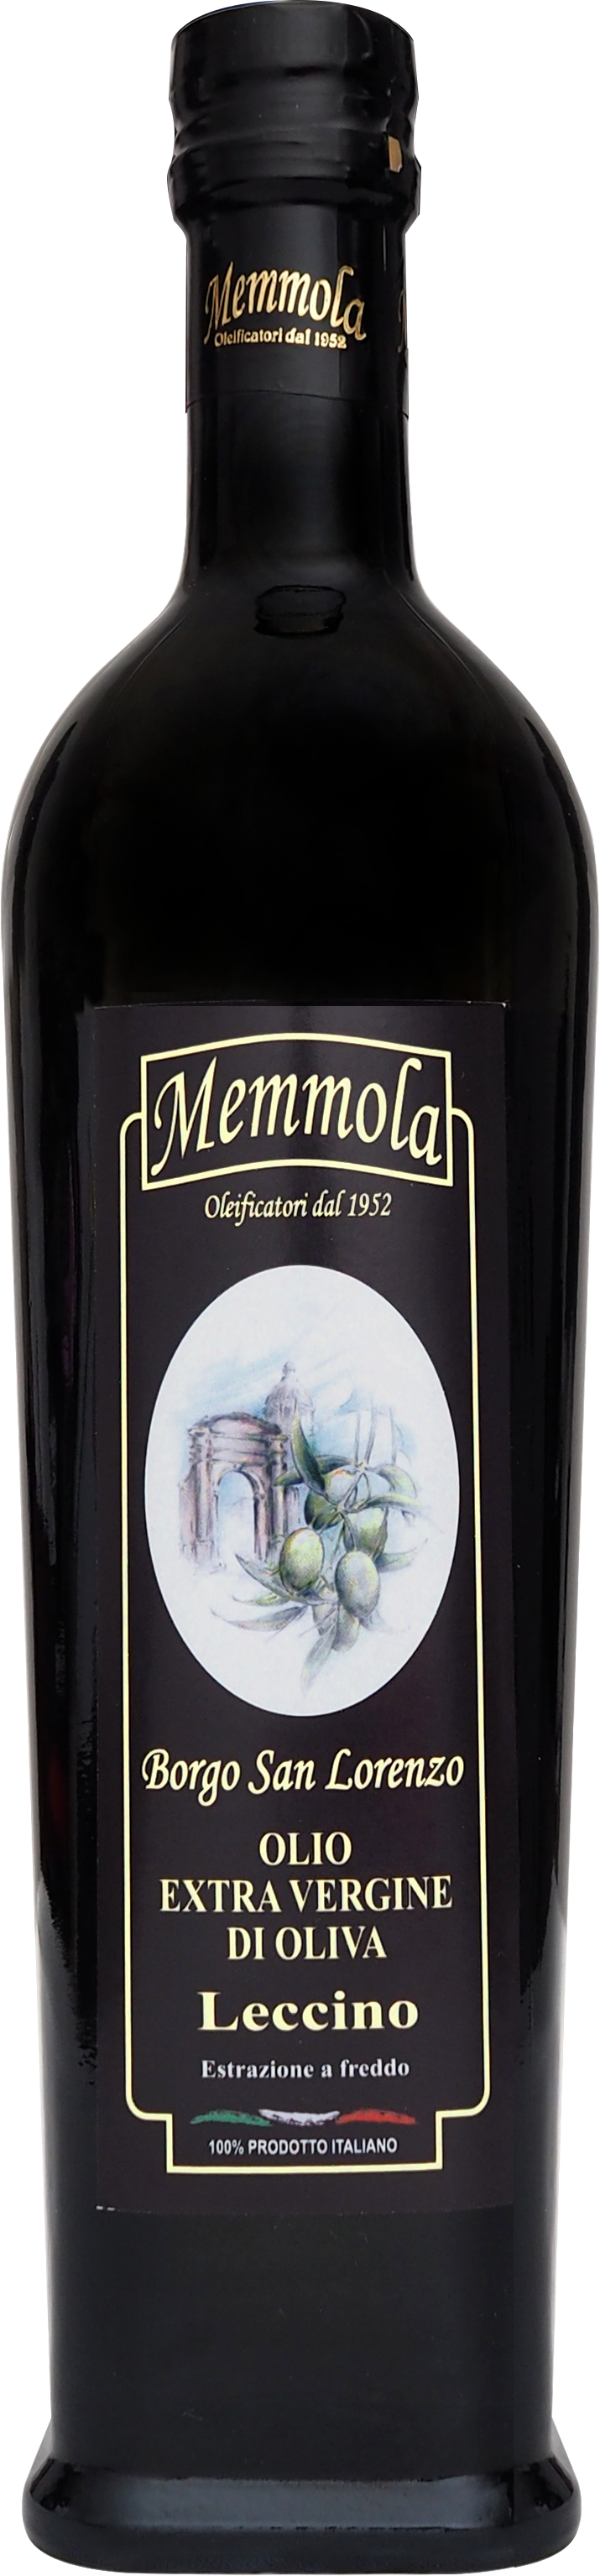 Memmola
Oleificatori dal 1952
Memmola
Oleificatori dal 1952
Borgo San Lorenzo
OLIO
EXTRA VERGINE
DI OLIVA
Leccino
Estrazione a freddo
100% PRODOTTO ITALIANO